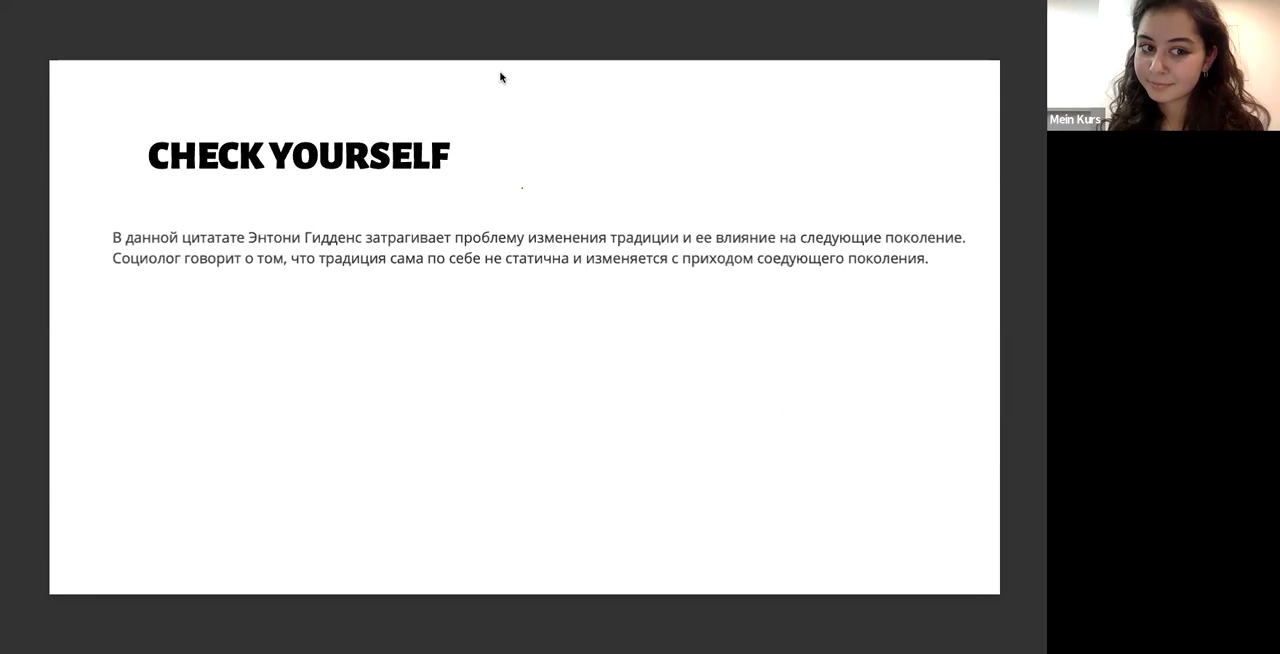 CHECK YOURSELF
В данной цитатате Энтони Гидденс затрагивает проблему изменения традиции и ее влияние на следующие поколение.
Социолог говорит о том, что традиция сама по себе не статична и изменяется с приходом соедующего поколения.
Mein Kurs